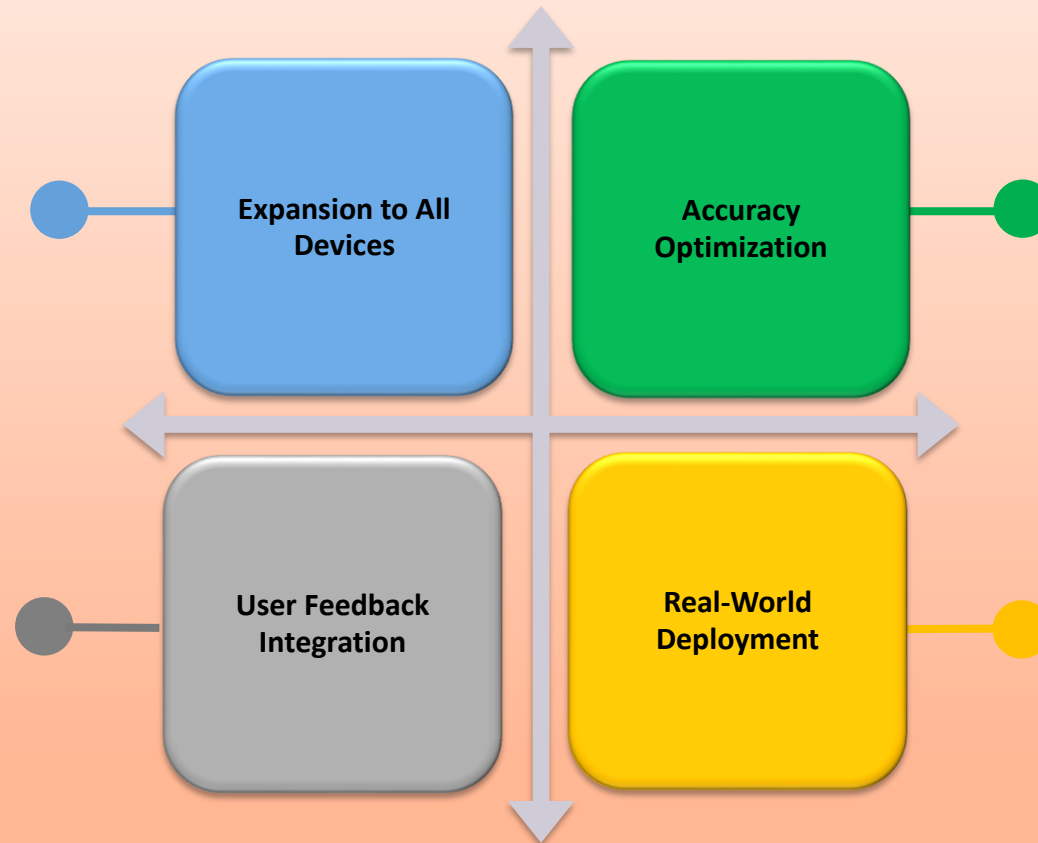 Expansion to All
Devices
Accuracy
Optimization
User Feedback
Integration
Real-World
Deployment